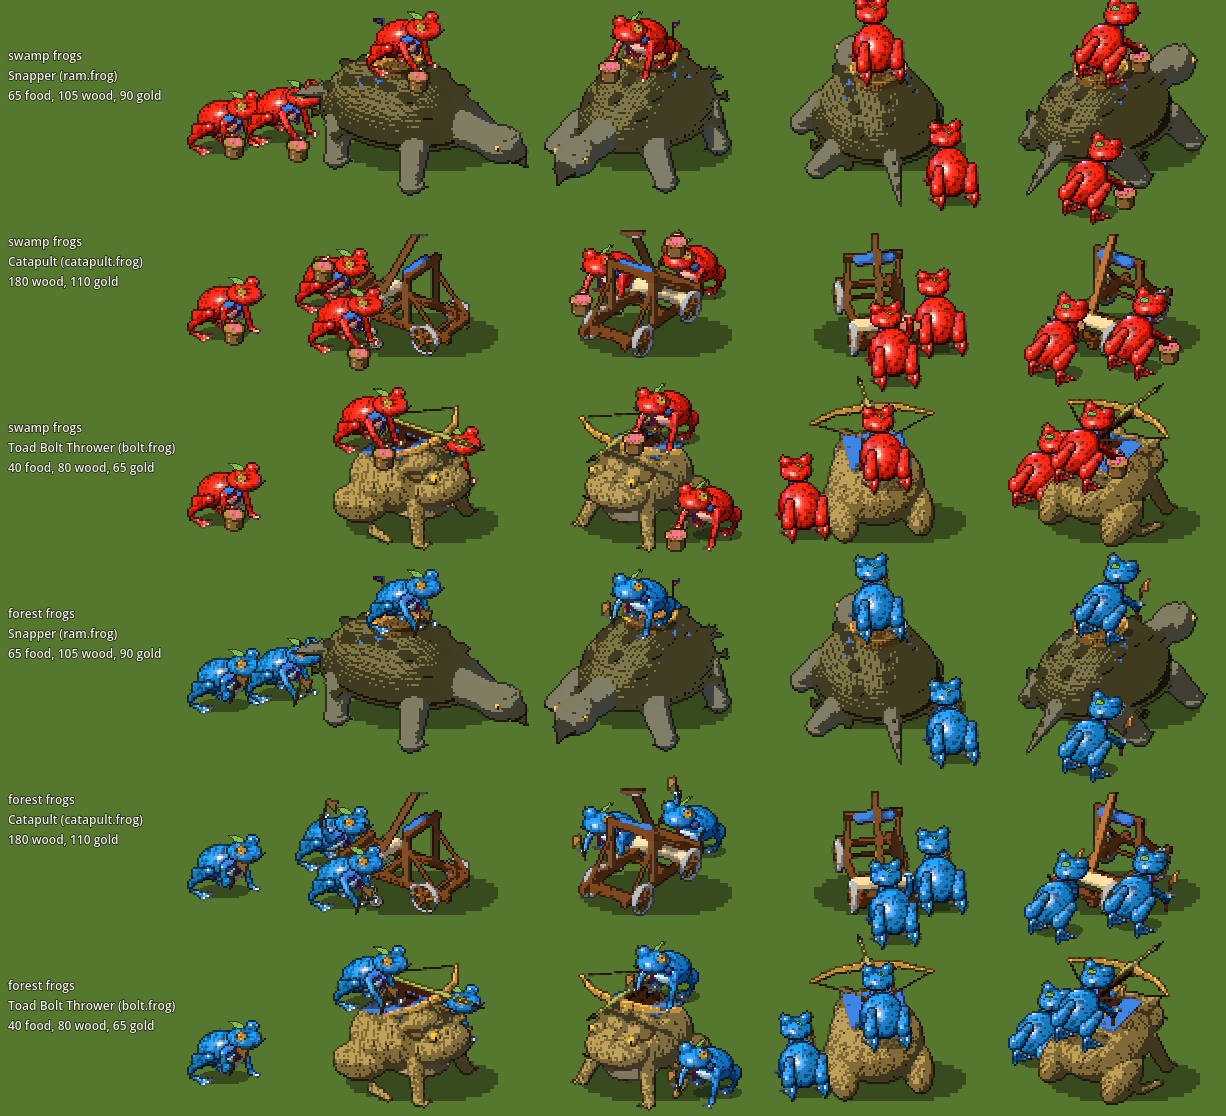 swamp frogs
Snapper (ram.frog)
65 food, 105 wood, 90 gold
swamp frogs
Catapult (catapult.frog)
180 wood, 110 gold
swamp frogs
Toad Bolt Thrower (bolt.frog)
40 food, 80 wood, 65 gold
forest frogs
Snapper (ram.frog)
65 food, 105 wood, 90 gold
forest frogs
Catapult (catapult.frog)
180 wood, 110 gold
forest frogs
Toad Bolt Thrower (bolt.frog)
40 food, 80 wood, 65 gold